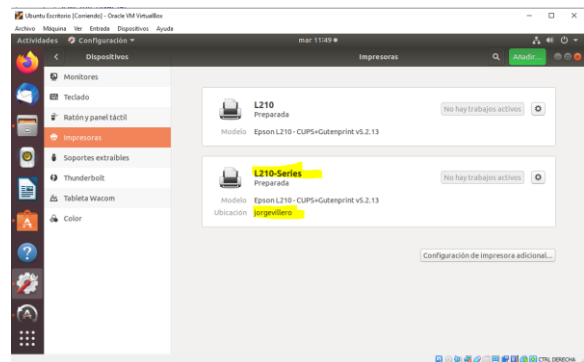 Ubuntu Escritorio [Corriendo] - Oracle VM VirtualBox
Archivo Máquina Ver Entrada Dispositivos Ayuda
Actividades Configuración mar 11:49
Dispositivos Impresoras Añadir...
Monitores
Teclado
Ratón y panel táctil
Impresoras
Soportes extraíbles
Thunderbolt
Tableta Wacom
Color
L210
Preparada
No hay trabajos activos
Modelo Epson L210 - CUPS+Gutenprint v5.2.13
L210-Series
Preparada
No hay trabajos activos
Modelo Epson L210 - CUPS+Gutenprint v5.2.13
Ubicación jorgevillero
Configuración de impresora adicional...
CTRL DERECHA